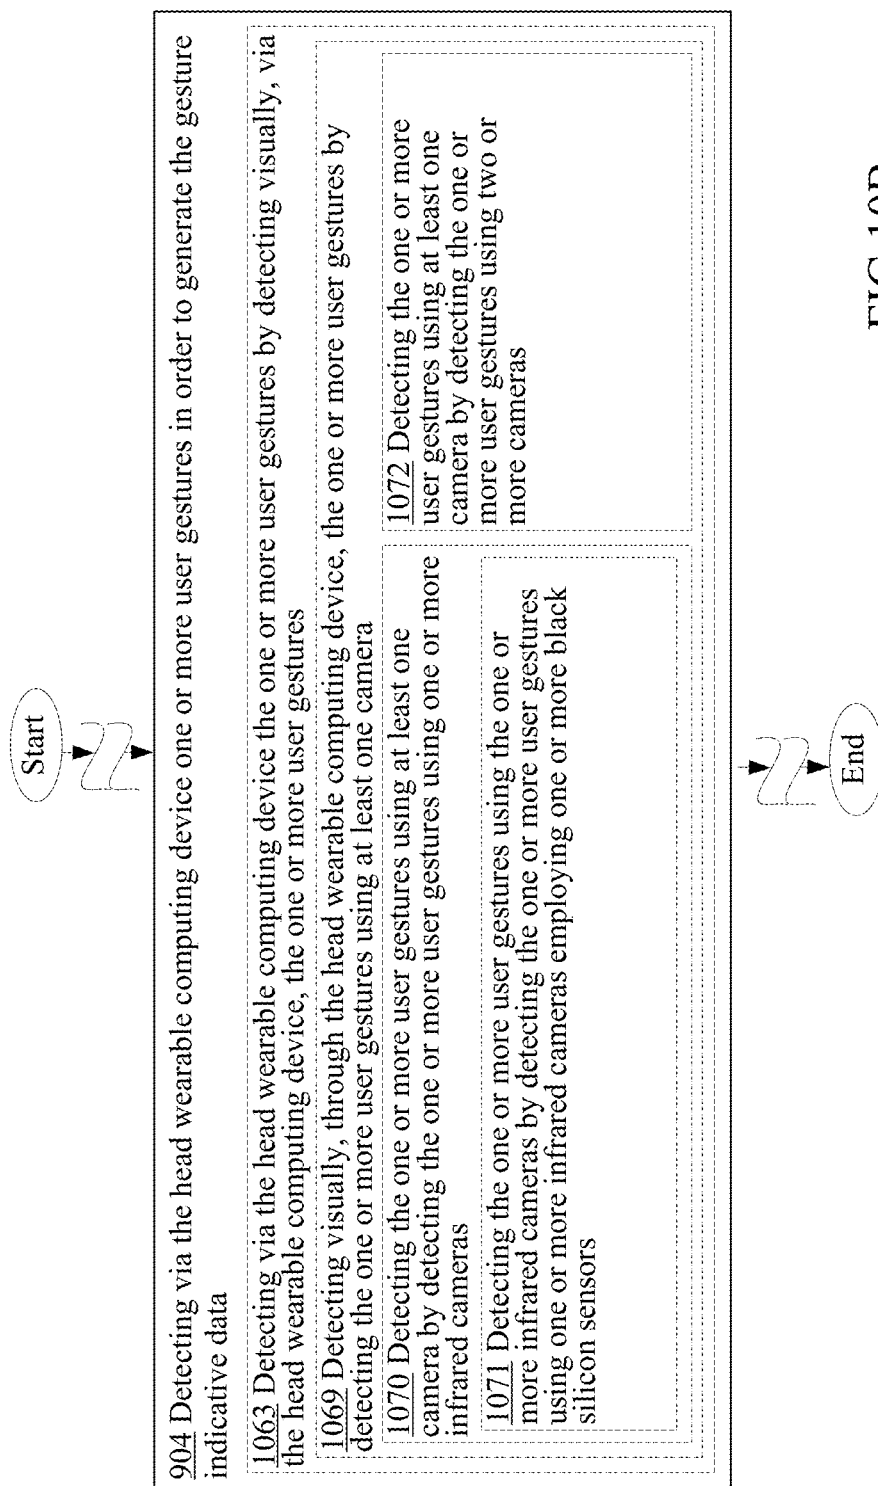 Start
904 Detecting via the head wearable computing device one or more user gestures in order to generate the gesture
indicative data
1063 Detecting via the head wearable computing device the one or more user gestures by detecting visually, via
the head wearable computing device, the one or more user gestures
1069 Detecting visually, through the head wearable computing device, the one or more user gestures by
detecting the one or more user gestures using at least one camera
1070 Detecting the one or more user gestures using at least one
camera by detecting the one or more user gestures using one or more
infrared cameras
1071 Detecting the one or more user gestures using the one or
more infrared cameras by detecting the one or more user gestures
using one or more infrared cameras employing one or more black
silicon sensors
1072 Detecting the one or more
user gestures using at least one
camera by detecting the one or
more user gestures using two or
more cameras
End
FIG.